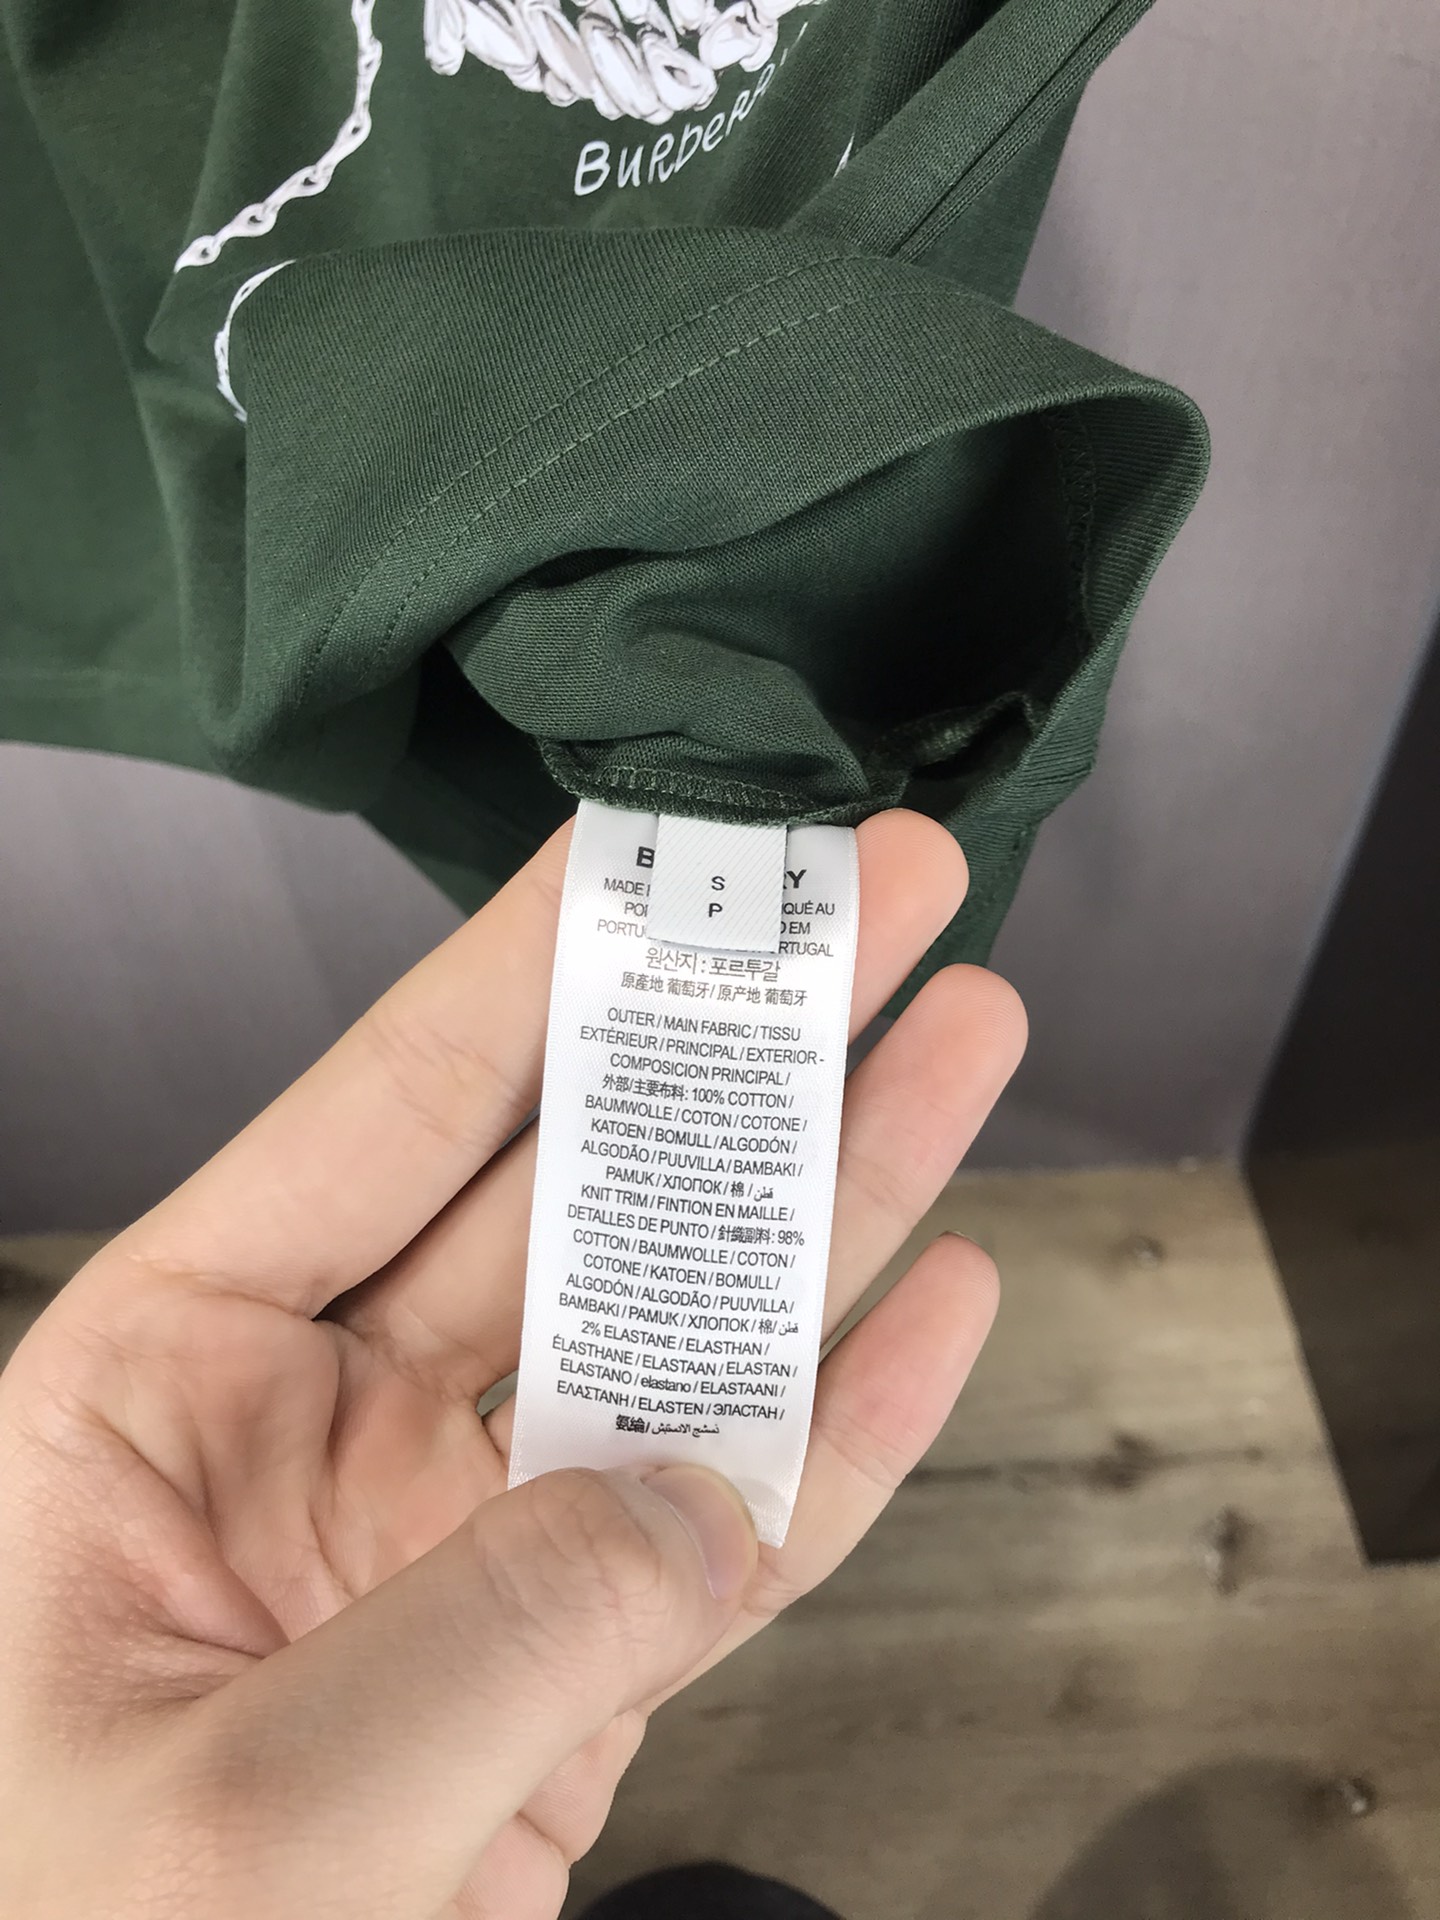 BURBERRY
S
P
원산지 : 포르투갈
原產地 葡萄牙/ 原产地 葡萄牙
OUTER / MAIN FABRIC / TISSU
EXTÉRIEUR / PRINCIPAL / EXTERIOR -
COMPOSICION PRINCIPAL /
外部/主要布料: 100% COTTON /
BAUMWOLLE / COTON / COTONE /
KATOEN / BOMULL / ALGODÓN /
ALGODÃO / PUUVILLA / BAMBAKI /
PAMUK / ХЛОПОК / 棉 / قطن
KNIT TRIM / FINTION EN MAILLE /
DETALLES DE PUNTO / 針織副料: 98%
COTTON / BAUMWOLLE / COTON /
COTONE / KATOEN / BOMULL /
ALGODÓN / ALGODÃO / PUUVILLA /
BAMBAKI / PAMUK / ХЛОПОК / 棉/ قطن
2% ELASTANE / ELASTHAN /
ÉLASTHANE / ELASTAAN / ELASTAN /
ELASTANO / elastano / ELASTAANI /
ΕΛΑΣΤΑΝΗ / ELASTEN / ЭЛАСТАН /
氨綸/